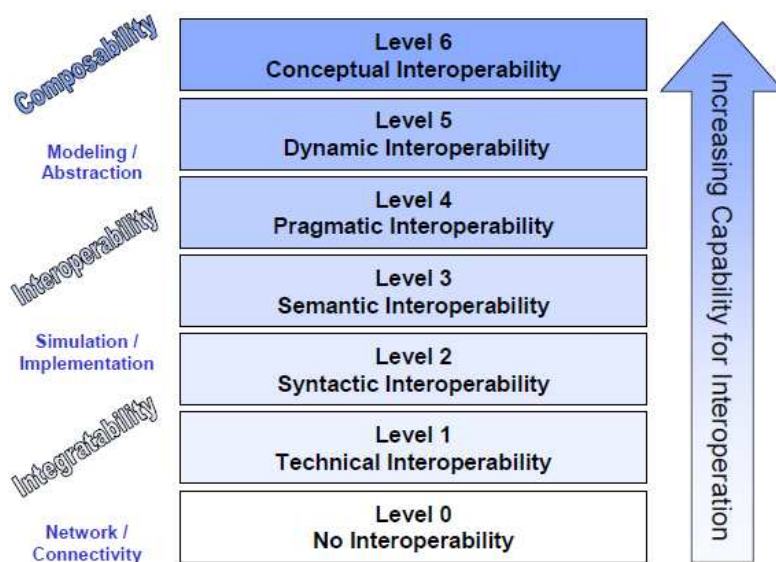 Composability
Modeling /
Abstraction
Interoperability
Simulation /
Implementation
Integratability
Network /
Connectivity
Level 6
Conceptual Interoperability
Level 5
Dynamic Interoperability
Level 4
Pragmatic Interoperability
Level 3
Semantic Interoperability
Level 2
Syntactic Interoperability
Level 1
Technical Interoperability
Level 0
No Interoperability
Increasing Capability for Interoperation